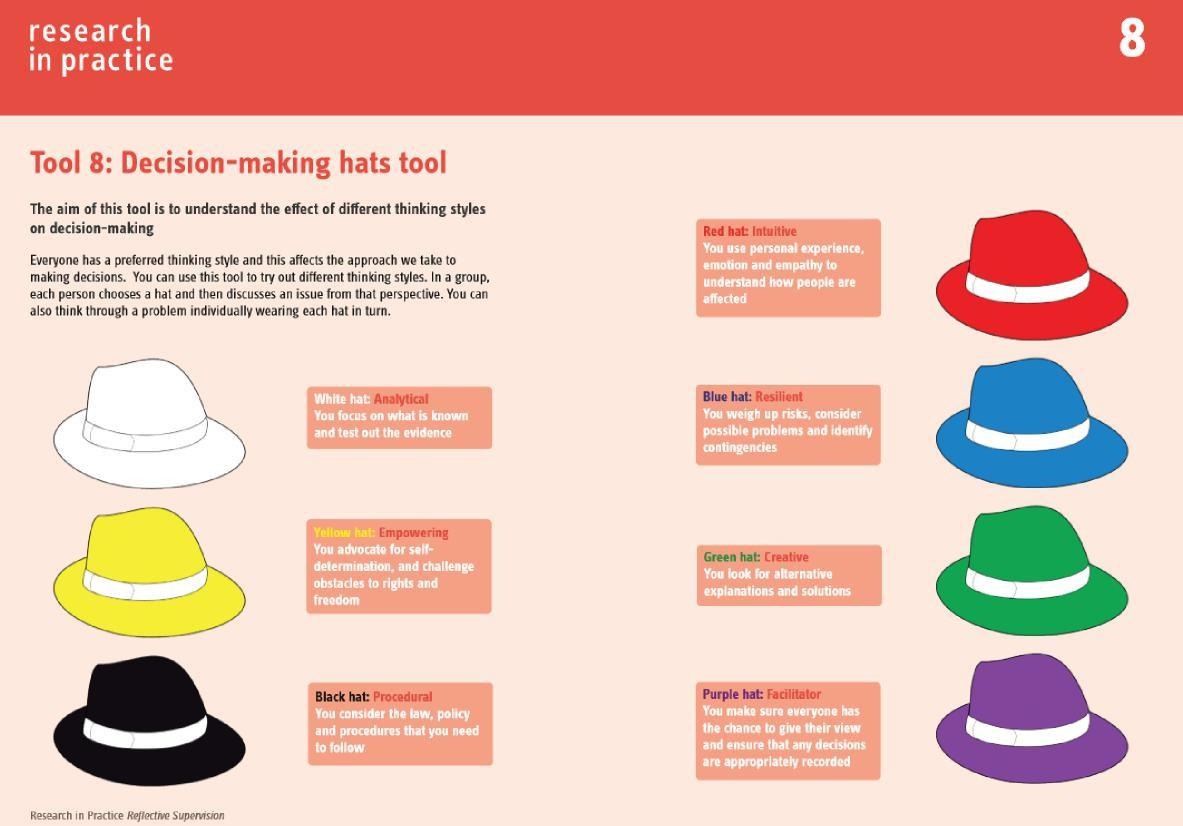 research
in practice
8
Tool 8: Decision-making hats tool
The aim of this tool is to understand the effect of different thinking styles
on decision-making
Everyone has a preferred thinking style and this affects the approach we take to
making decisions. You can use this tool to try out different thinking styles. In a group,
each person chooses a hat and then discusses an issue from that perspective. You can
also think through a problem individually wearing each hat in turn.
White hat: Analytical
You focus on what is known
and test out the evidence
Yellow hat: Empowering
You advocate for self-
determination, and challenge
obstacles to rights and
freedom
Black hat: Procedural
You consider the law, policy
and procedures that you need
to follow
Red hat: Intuitive
You use personal experience,
emotion and empathy to
understand how people are
affected
Blue hat: Resilient
You weigh up risks, consider
possible problems and identify
contingencies
Green hat: Creative
You look for alternative
explanations and solutions
Purple hat: Facilitator
You make sure everyone has
the chance to give their view
and ensure that any decisions
are appropriately recorded
Research in Practice Reflective Supervision